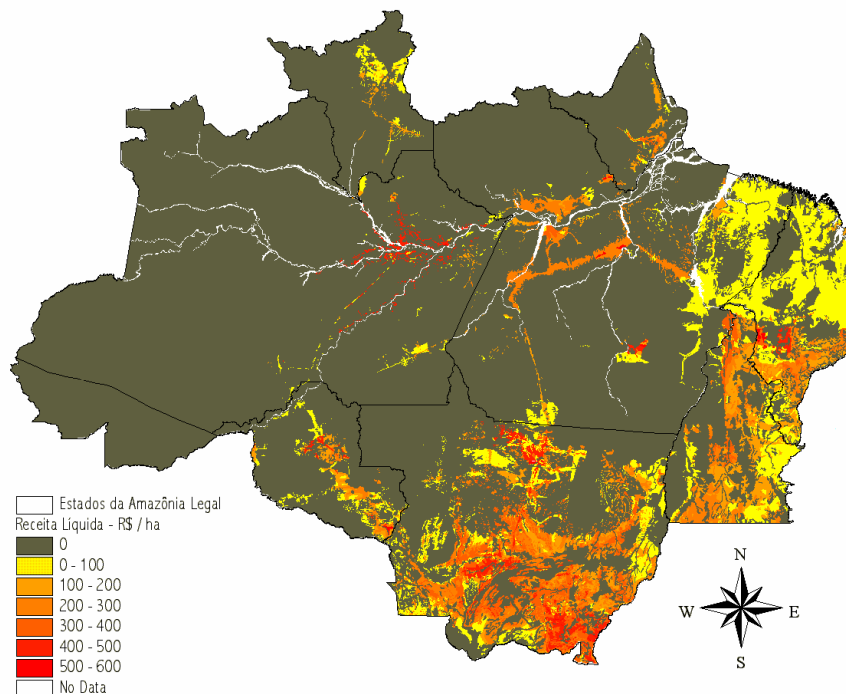 Estados da Amazônia Legal
Receita Líquida - R$ / ha
0
0 - 100
100 - 200
200 - 300
300 - 400
400 - 500
500 - 600
No Data
N
W
E
S